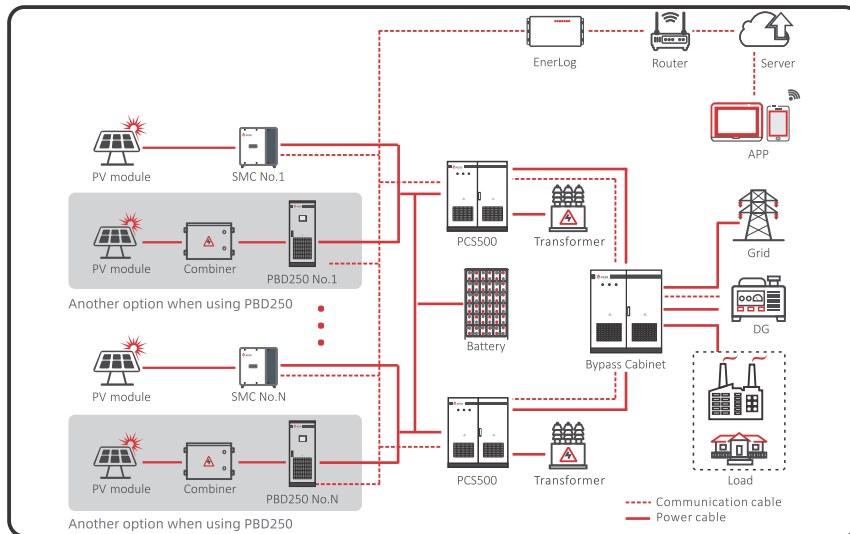 EnerLog
Router
Server
APP
PV module
SMC No.1
PV module
Combiner
PBD250 No.1
Another option when using PBD250
PCS500
Transformer
Grid
Battery
Bypass Cabinet
DG
PV module
SMC No.N
PV module
Combiner
PBD250 No.N
Another option when using PBD250
PCS500
Transformer
Load
Communication cable
Power cable